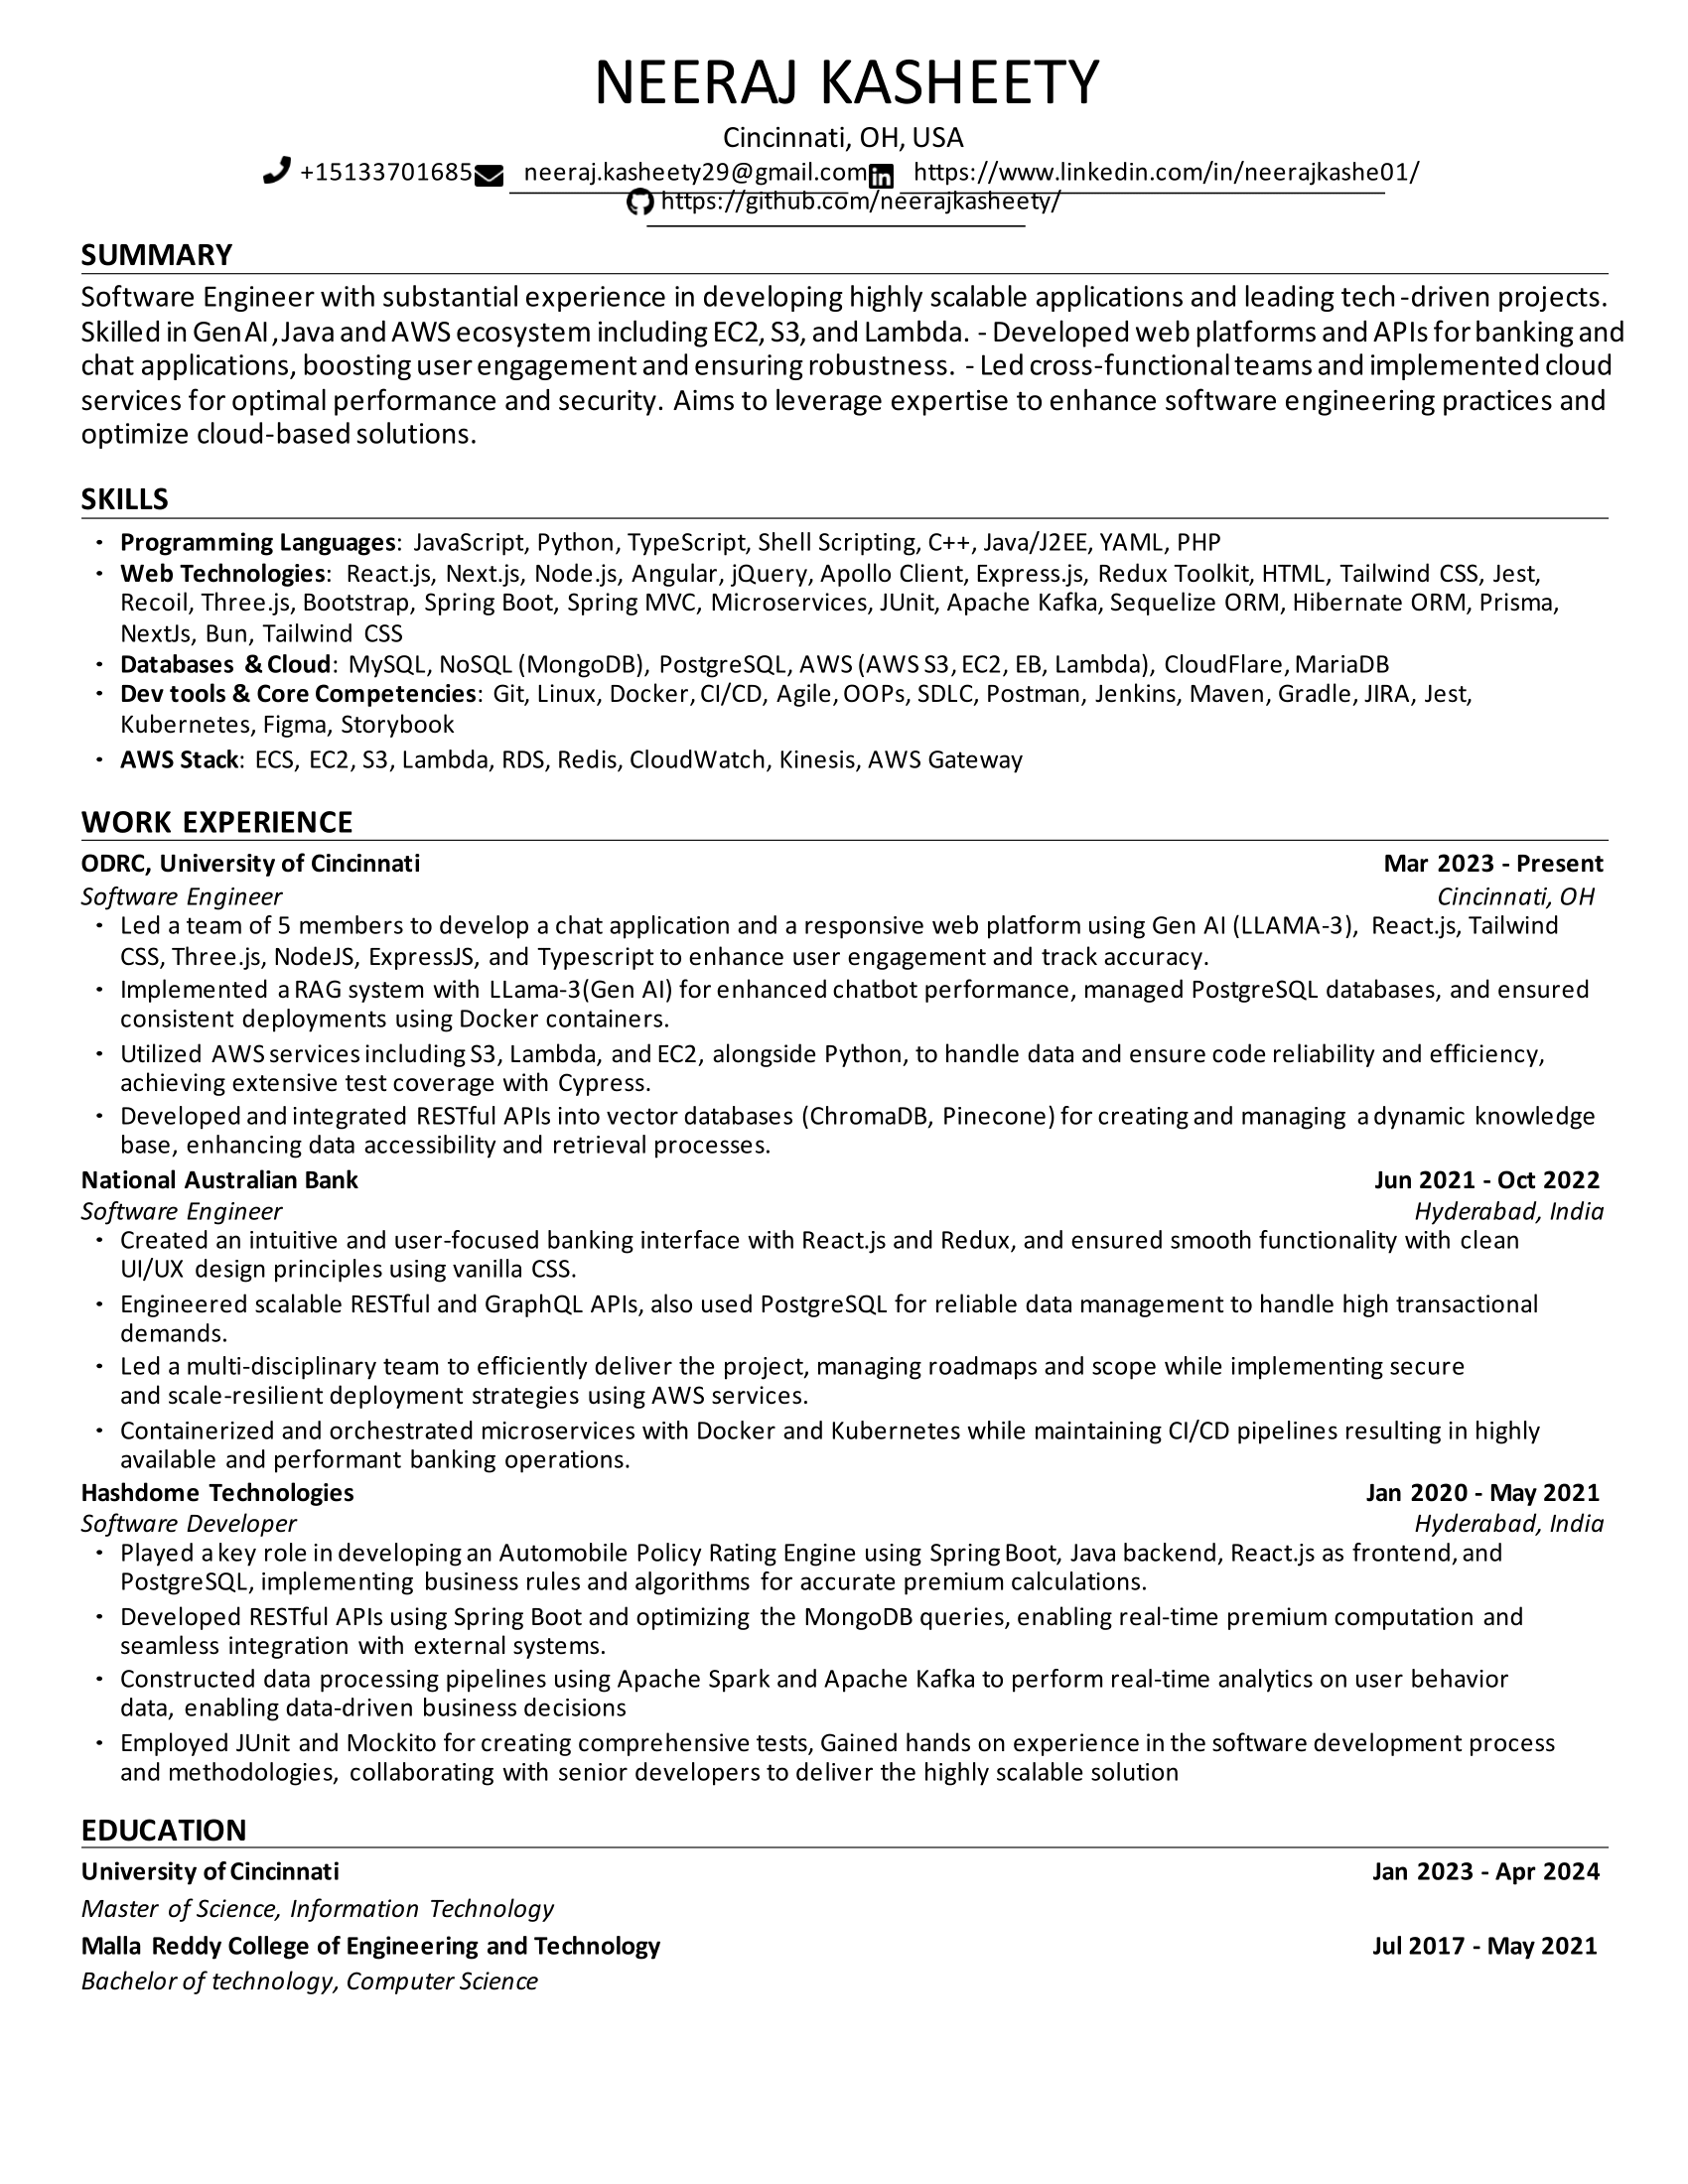 NEERAJ KASHEETY
Cincinnati, OH, USA
+15133701685 neeraj.kasheety29@gmail.com https://www.linkedin.com/in/neerajkashe01/
https://github.com/neerajkasheety/
SUMMARY
Software Engineer with substantial experience in developing highly scalable applications and leading tech-driven projects.
Skilled in GenAI ,Java and AWS ecosystem including EC2, S3, and Lambda. - Developed web platforms and APIs for banking and
chat applications, boosting user engagement and ensuring robustness. - Led cross-functional teams and implemented cloud
services for optimal performance and security. Aims to leverage expertise to enhance software engineering practices and
optimize cloud-based solutions.
SKILLS
• Programming Languages: JavaScript, Python, TypeScript, Shell Scripting, C++, Java/J2EE, YAML, PHP
• Web Technologies: React.js, Next.js, Node.js, Angular, jQuery, Apollo Client, Express.js, Redux Toolkit, HTML, Tailwind CSS, Jest,
Recoil, Three.js, Bootstrap, Spring Boot, Spring MVC, Microservices, JUnit, Apache Kafka, Sequelize ORM, Hibernate ORM, Prisma,
NextJs, Bun, Tailwind CSS
• Databases & Cloud: MySQL, NoSQL (MongoDB), PostgreSQL, AWS (AWS S3, EC2, EB, Lambda), CloudFlare, MariaDB
• Dev tools & Core Competencies: Git, Linux, Docker, CI/CD, Agile, OOPs, SDLC, Postman, Jenkins, Maven, Gradle, JIRA, Jest,
Kubernetes, Figma, Storybook
• AWS Stack: ECS, EC2, S3, Lambda, RDS, Redis, CloudWatch, Kinesis, AWS Gateway
WORK EXPERIENCE
ODRC, University of Cincinnati Mar 2023 - Present
Software Engineer Cincinnati, OH
• Led a team of 5 members to develop a chat application and a responsive web platform using Gen AI (LLAMA-3), React.js, Tailwind
CSS, Three.js, NodeJS, ExpressJS, and Typescript to enhance user engagement and track accuracy.
• Implemented a RAG system with LLama-3(Gen AI) for enhanced chatbot performance, managed PostgreSQL databases, and ensured
consistent deployments using Docker containers.
• Utilized AWS services including S3, Lambda, and EC2, alongside Python, to handle data and ensure code reliability and efficiency,
achieving extensive test coverage with Cypress.
• Developed and integrated RESTful APIs into vector databases (ChromaDB, Pinecone) for creating and managing a dynamic knowledge
base, enhancing data accessibility and retrieval processes.
National Australian Bank Jun 2021 - Oct 2022
Software Engineer Hyderabad, India
• Created an intuitive and user-focused banking interface with React.js and Redux, and ensured smooth functionality with clean
UI/UX design principles using vanilla CSS.
• Engineered scalable RESTful and GraphQL APIs, also used PostgreSQL for reliable data management to handle high transactional
demands.
• Led a multi-disciplinary team to efficiently deliver the project, managing roadmaps and scope while implementing secure
and scale-resilient deployment strategies using AWS services.
• Containerized and orchestrated microservices with Docker and Kubernetes while maintaining CI/CD pipelines resulting in highly
available and performant banking operations.
Hashdome Technologies Jan 2020 - May 2021
Software Developer Hyderabad, India
• Played a key role in developing an Automobile Policy Rating Engine using Spring Boot, Java backend, React.js as frontend, and
PostgreSQL, implementing business rules and algorithms for accurate premium calculations.
• Developed RESTful APIs using Spring Boot and optimizing the MongoDB queries, enabling real-time premium computation and
seamless integration with external systems.
• Constructed data processing pipelines using Apache Spark and Apache Kafka to perform real-time analytics on user behavior
data, enabling data-driven business decisions
• Employed JUnit and Mockito for creating comprehensive tests, Gained hands on experience in the software development process
and methodologies, collaborating with senior developers to deliver the highly scalable solution
EDUCATION
University of Cincinnati Jan 2023 - Apr 2024
Master of Science, Information Technology
Malla Reddy College of Engineering and Technology Jul 2017 - May 2021
Bachelor of technology, Computer Science